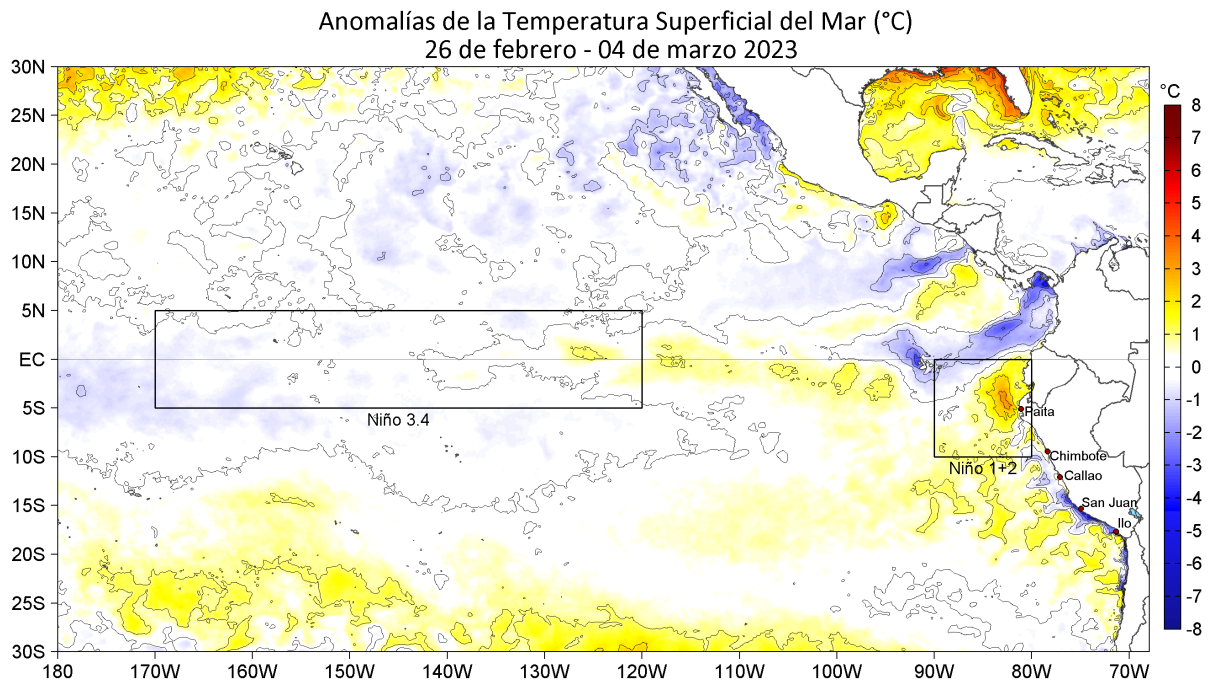 Anomalías de la Temperatura Superficial del Mar (°C)
26 de febrero - 04 de marzo 2023
30N
25N
20N
15N
10N
5N
EC
5S
10S
15S
20S
25S
30S
Niño 3.4
Niño 1+2
Paita
Chimbote
Callao
San Juan
Ilo
180 170W 160W 150W 140W 130W 120W 110W 100W 90W 80W 70W
°C
8
7
6
5
4
3
2
1
0
-1
-2
-3
-4
-5
-6
-7
-8